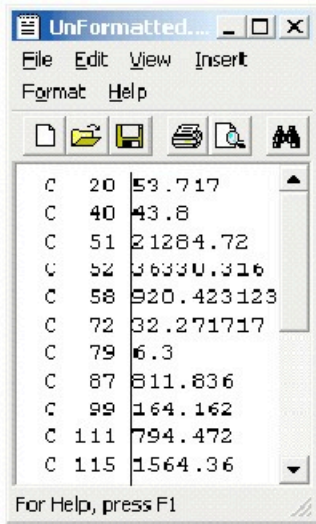 UnFormatted....
File Edit View Insert
Format Help
C 20 53.717
C 40 43.8
C 51 21284.72
C 52 36330.316
C 58 920.423123
C 72 32.271717
C 79 6.3
C 87 811.836
C 99 164.162
C 111 794.472
C 115 1564.36
For Help, press F1